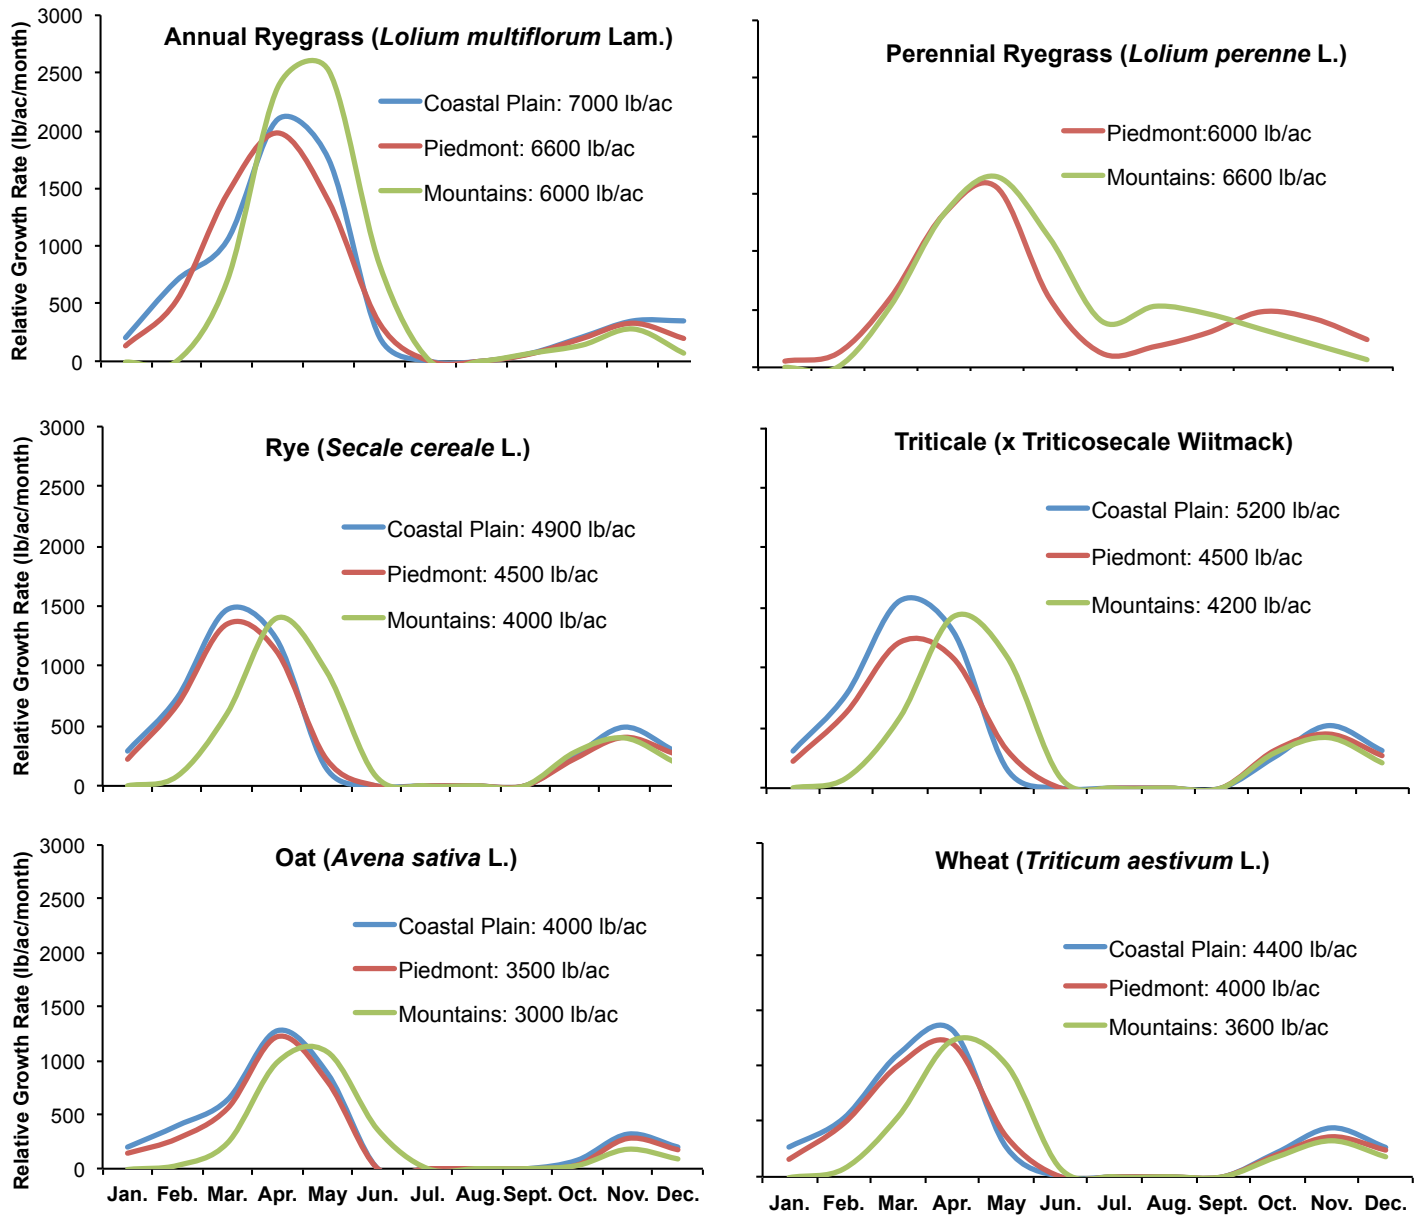 Annual Ryegrass (Lolium multiflorum Lam.)
Relative Growth Rate (lb/ac/month)
3000
2500
2000
1500
1000
500
0
Coastal Plain: 7000 lb/ac
Piedmont: 6600 lb/ac
Mountains: 6000 lb/ac
Perennial Ryegrass (Lolium perenne L.)
Piedmont:6000 lb/ac
Mountains: 6600 lb/ac
Rye (Secale cereale L.)
Relative Growth Rate (lb/ac/month)
3000
2500
2000
1500
1000
500
0
Coastal Plain: 4900 lb/ac
Piedmont: 4500 lb/ac
Mountains: 4000 lb/ac
Triticale (x Triticosecale Wiitmack)
Coastal Plain: 5200 lb/ac
Piedmont: 4500 lb/ac
Mountains: 4200 lb/ac
Oat (Avena sativa L.)
Relative Growth Rate (lb/ac/month)
3000
2500
2000
1500
1000
500
0
Coastal Plain: 4000 lb/ac
Piedmont: 3500 lb/ac
Mountains: 3000 lb/ac
Jan. Feb. Mar. Apr. May Jun. Jul. Aug. Sept. Oct. Nov. Dec.
Wheat (Triticum aestivum L.)
Coastal Plain: 4400 lb/ac
Piedmont: 4000 lb/ac
Mountains: 3600 lb/ac
Jan. Feb. Mar. Apr. May Jun. Jul. Aug. Sept. Oct. Nov. Dec.